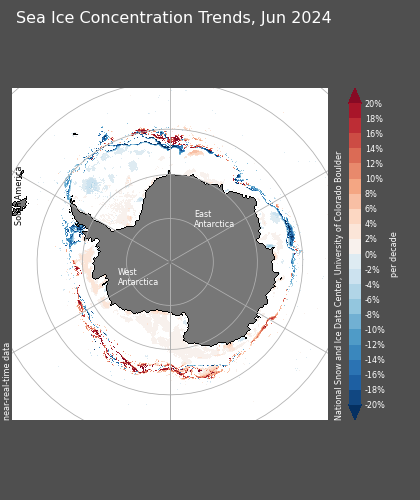 Sea Ice Concentration Trends, Jun 2024
South America
East
Antarctica
West
Antarctica
near-real-time data
National Snow and Ice Data Center, University of Colorado Boulder
20%
18%
16%
14%
12%
10%
8%
6%
4%
2%
0%
-2%
-4%
-6%
-8%
-10%
-12%
-14%
-16%
-18%
-20%
per decade